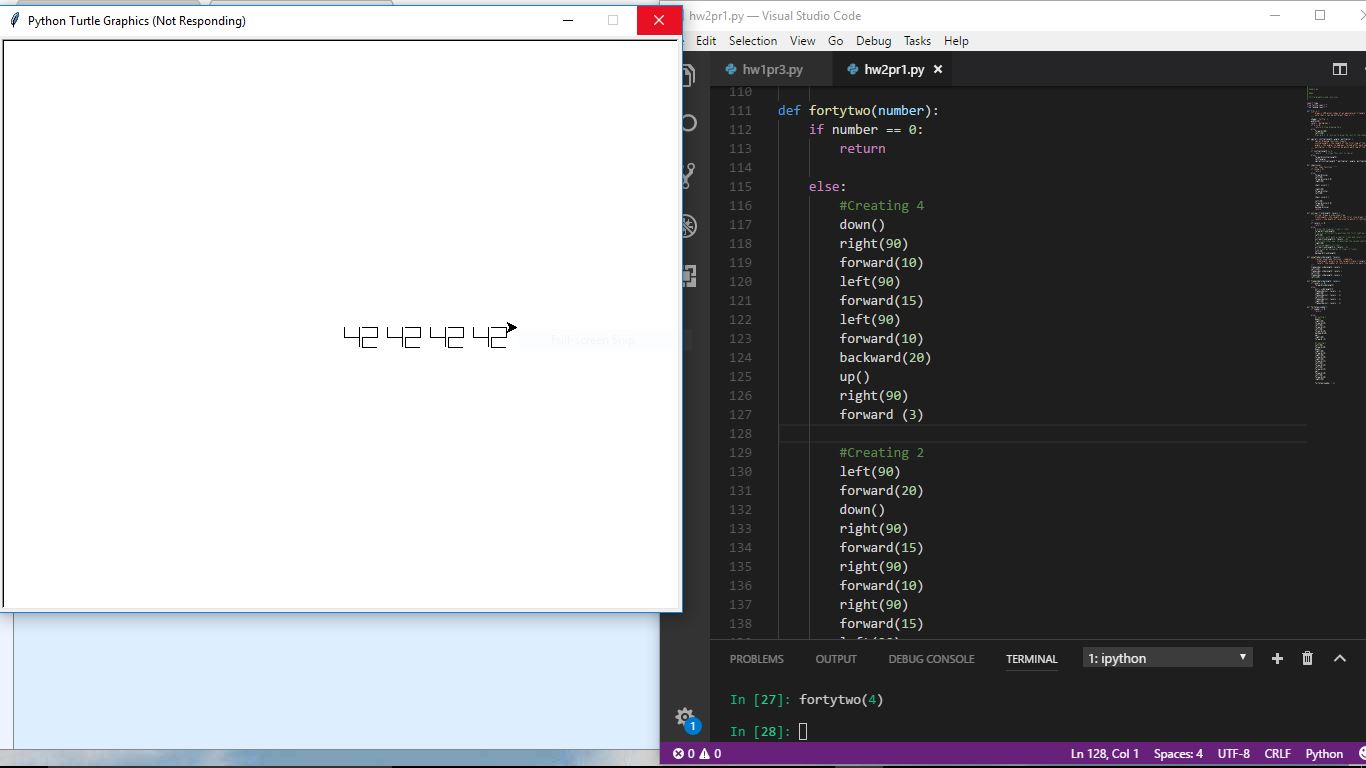 Python Turtle Graphics (Not Responding)
42 42 42 42
Full-screen Snip
hw2pr1.py — Visual Studio Code
Edit Selection View Go Debug Tasks Help
hw1pr3.py hw2pr1.py
110
111 def fortytwo(number):
112 if number == 0:
113 return
114
115 else:
116 #Creating 4
117 down()
118 right(90)
119 forward(10)
120 left(90)
121 forward(15)
122 left(90)
123 forward(10)
124 backward(20)
125 up()
126 right(90)
127 forward (3)
128
129 #Creating 2
130 left(90)
131 forward(20)
132 down()
133 right(90)
134 forward(15)
135 right(90)
136 forward(10)
137 right(90)
138 forward(15)
PROBLEMS OUTPUT DEBUG CONSOLE TERMINAL 1: ipython
In [27]: fortytwo(4)
In [28]:
1
0 0 Ln 128, Col 1 Spaces: 4 UTF-8 CRLF Python